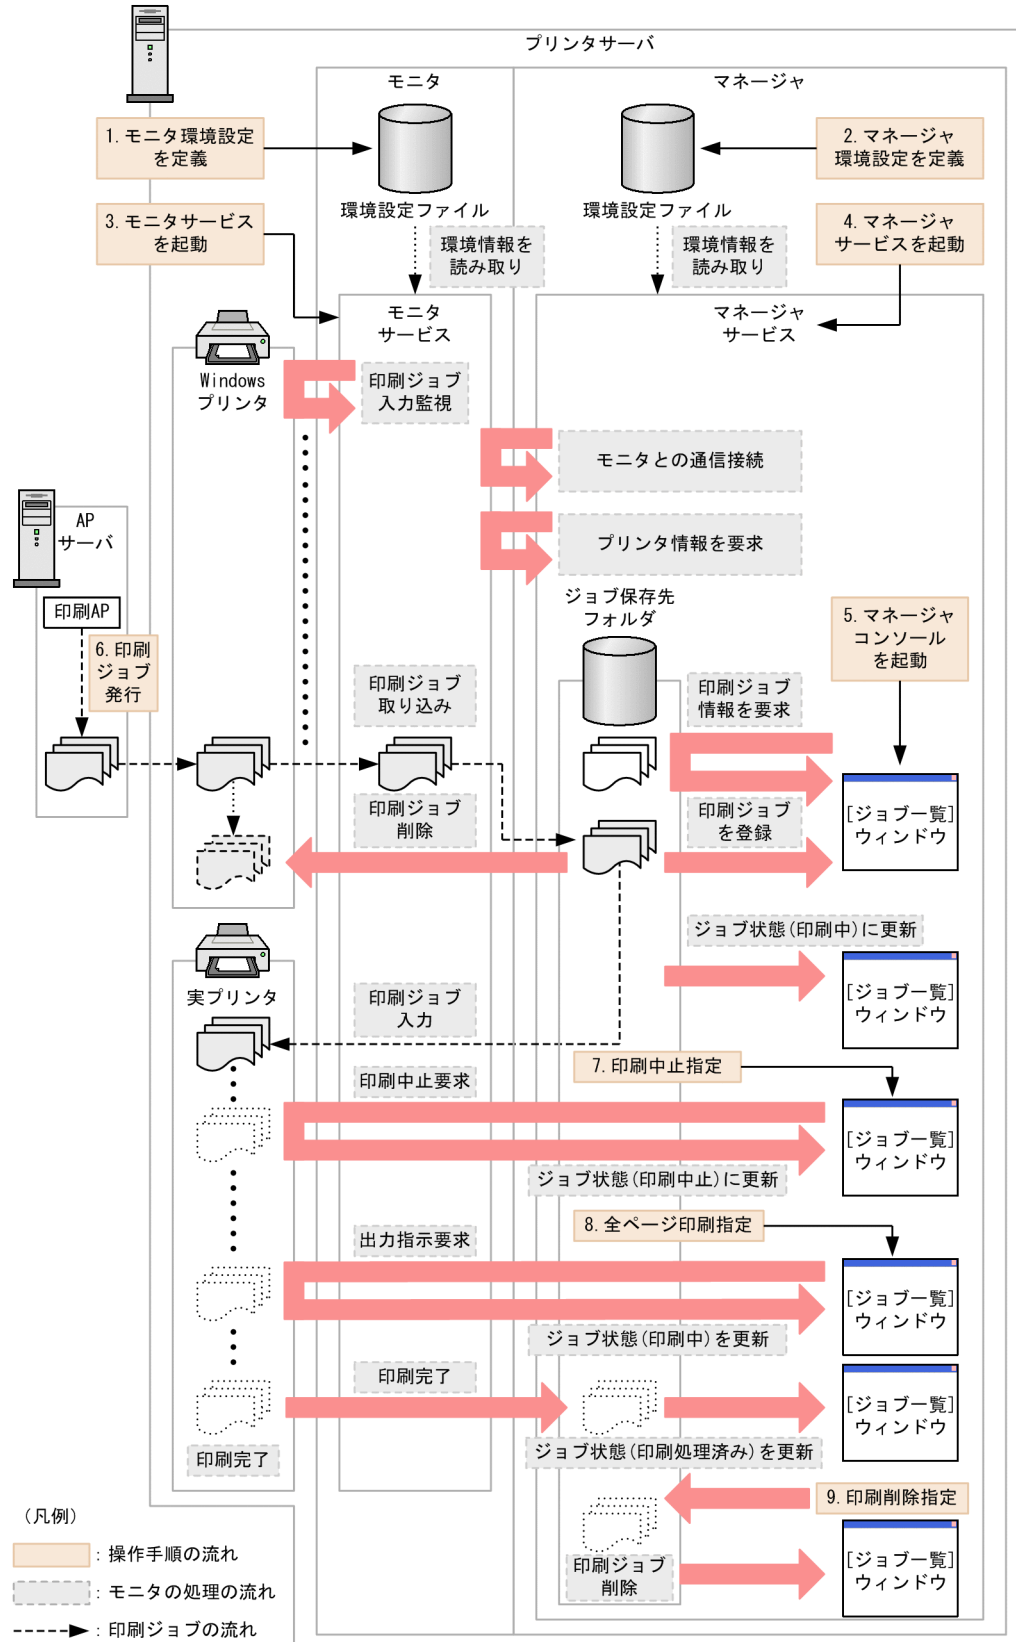 プリンタサーバ
モニタ
マネージャ
1. モニタ環境設定
を定義
2. マネージャ
環境設定を定義
環境設定ファイル
環境設定ファイル
3. モニタサービス
を起動
4. マネージャ
サービスを起動
環境情報を
読み取り
環境情報を
読み取り
モニタ
サービス
マネージャ
サービス
Windows
プリンタ
印刷ジョブ
入力監視
モニタとの通信接続
AP
サーバ
プリンタ情報を要求
印刷AP
ジョブ保存先
フォルダ
5. マネージャ
コンソール
を起動
6. 印刷
ジョブ
発行
印刷ジョブ
取り込み
印刷ジョブ
情報を要求
印刷ジョブ
削除
印刷ジョブ
を登録
[ジョブ一覧]
ウィンドウ
ジョブ状態(印刷中)に更新
実プリンタ
印刷ジョブ
入力
[ジョブ一覧]
ウィンドウ
印刷中止要求
7. 印刷中止指定
[ジョブ一覧]
ウィンドウ
ジョブ状態(印刷中止)に更新
出力指示要求
8. 全ページ印刷指定
[ジョブ一覧]
ウィンドウ
ジョブ状態(印刷中)を更新
印刷完了
[ジョブ一覧]
ウィンドウ
印刷完了
ジョブ状態(印刷処理済み)を更新
9. 印刷削除指定
印刷ジョブ
削除
[ジョブ一覧]
ウィンドウ
(凡例)
: 操作手順の流れ
: モニタの処理の流れ
: 印刷ジョブの流れ